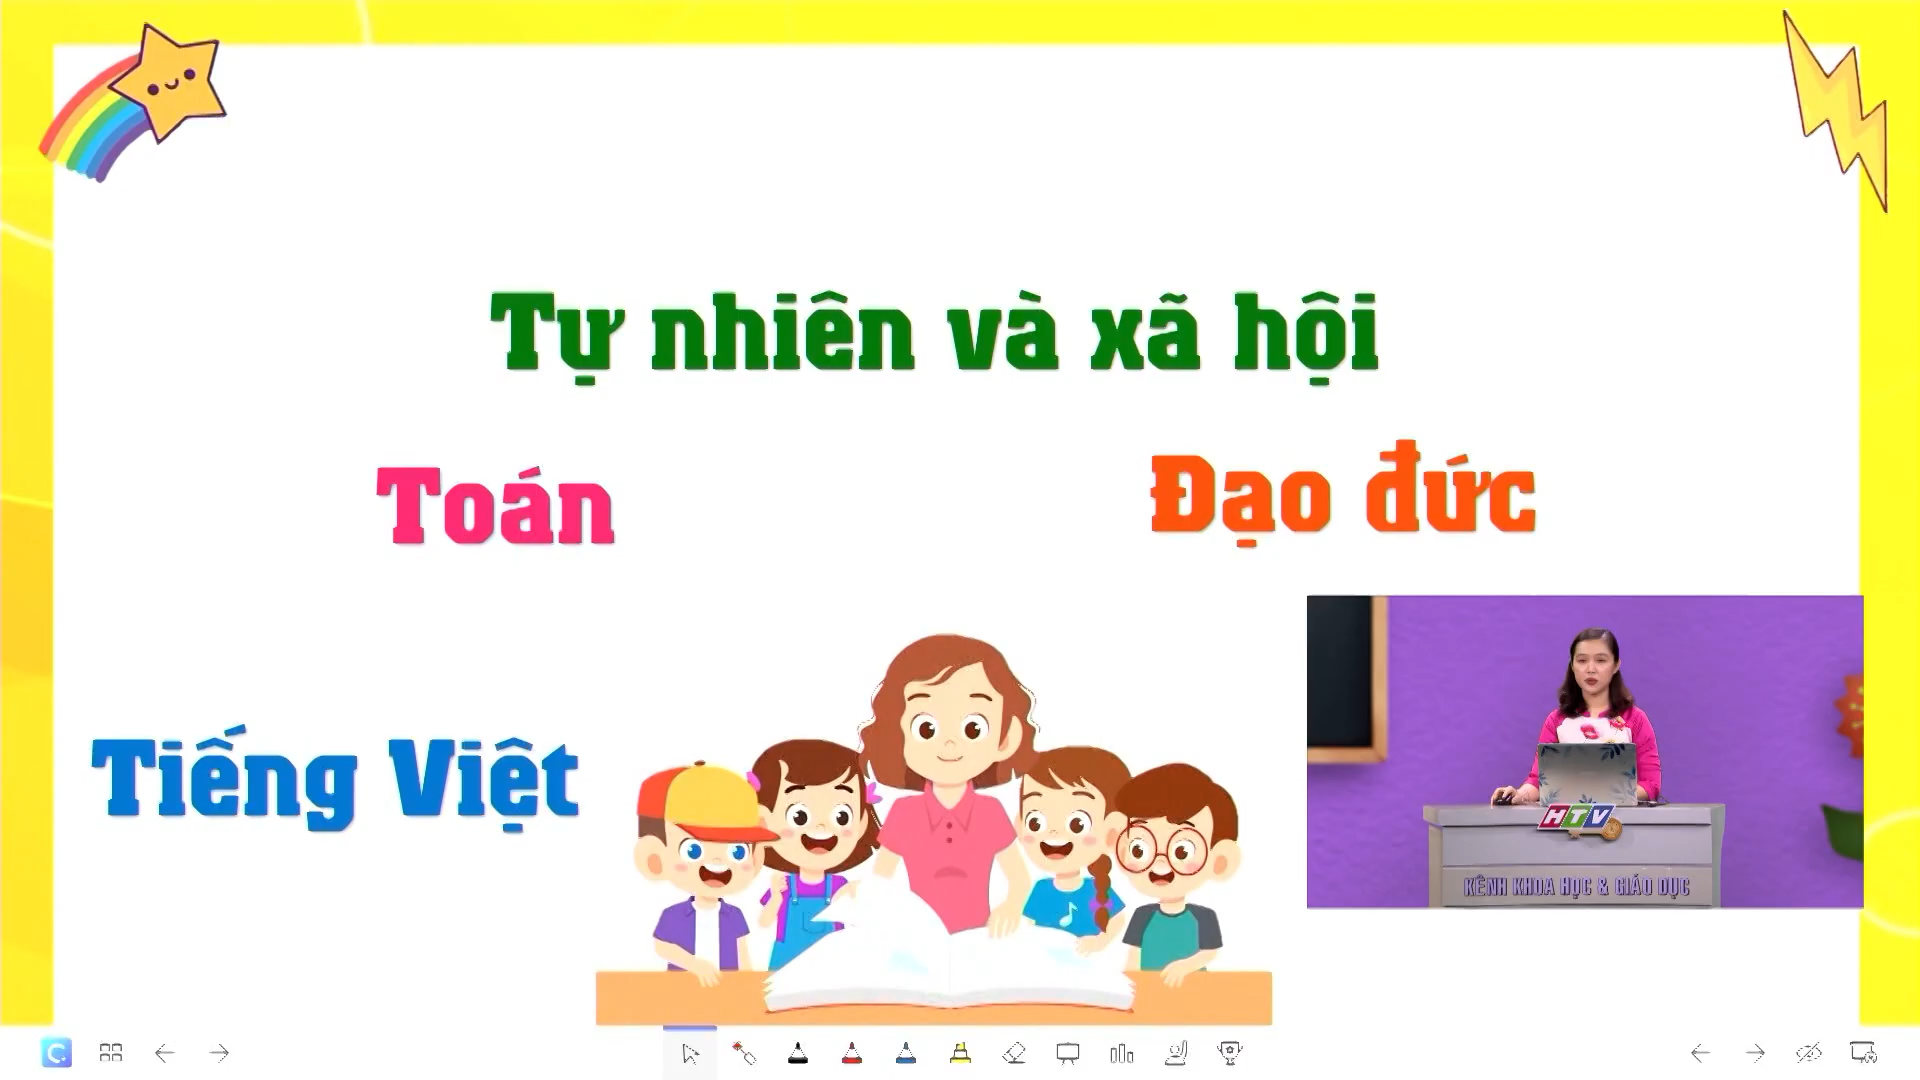 Tự nhiên và xã hội
Toán
Đạo đức
Tiếng Việt
HTV
KÊNH KHOA HỌC & GIÁO DỤC